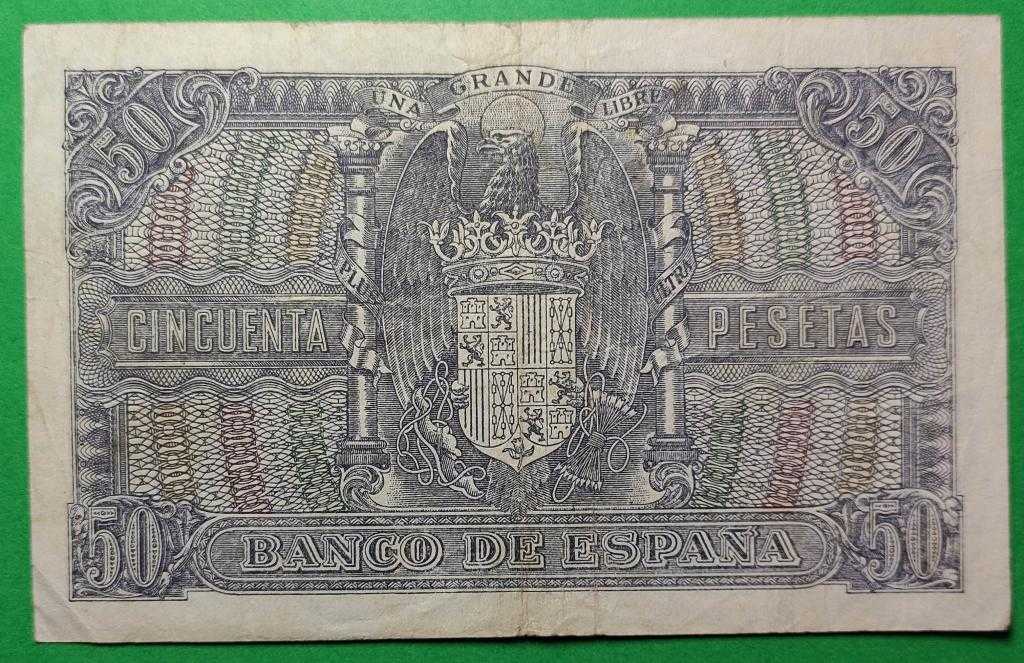 UNA GRANDE LIBRE
50 50
PLUS ULTRA
CINCUENTA PESETAS
50 50
BANCO DE ESPAÑA